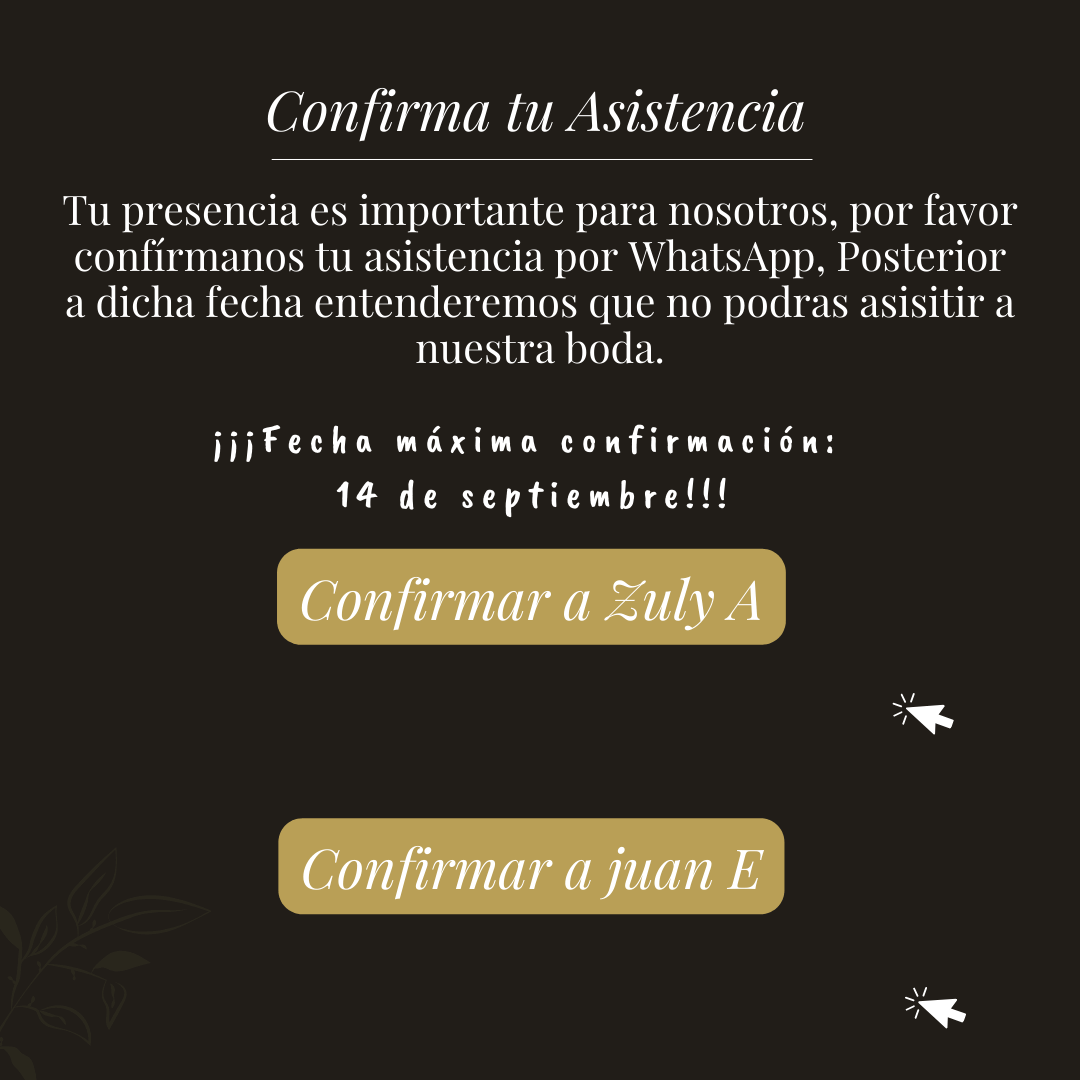 Confirma tu Asistencia
Tu presencia es importante para nosotros, por favor
confírmanos tu asistencia por WhatsApp, Posterior
a dicha fecha entenderemos que no podras asisitir a
nuestra boda.
¡¡¡Fecha máxima confirmación:
14 de septiembre!!!
Confirmar a Zuly A
Confirmar a juan E